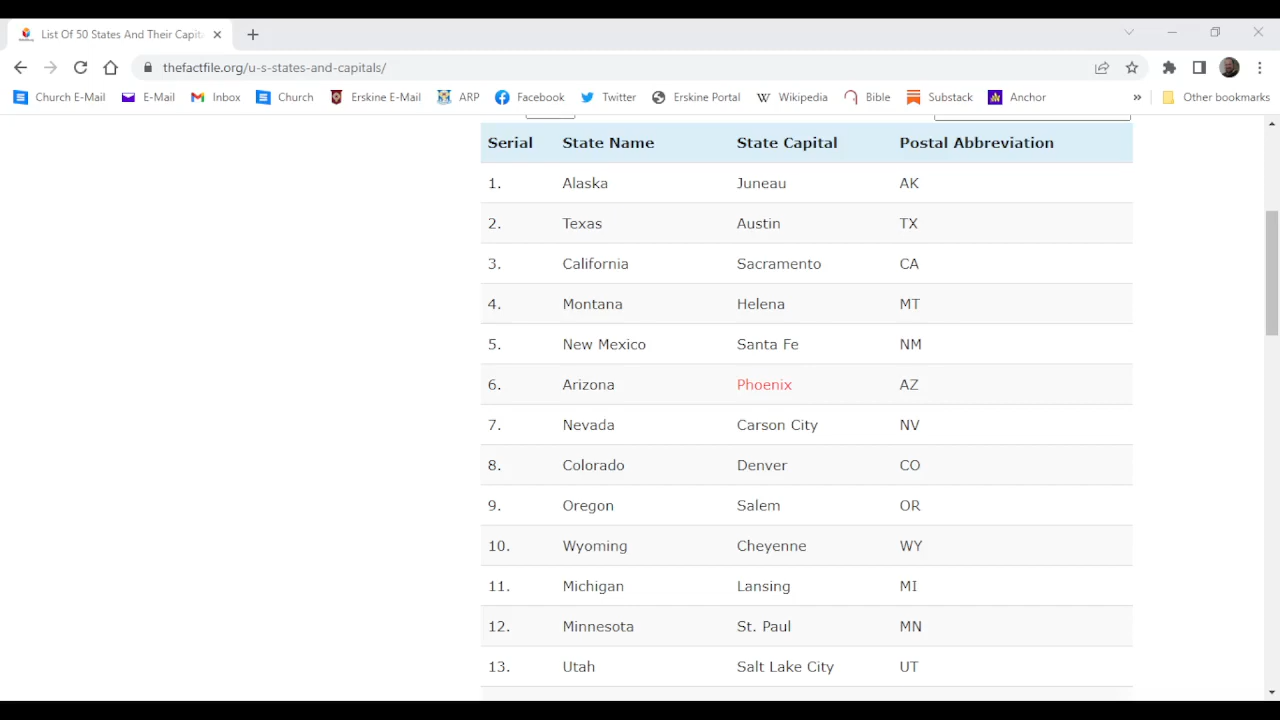 List Of 50 States And Their Capit
thefactfile.org/u-s-states-and-capitals/
Church E-Mail E-Mail Inbox Church Erskine E-Mail ARP Facebook Twitter Erskine Portal Wikipedia Bible Substack Anchor » Other bookmarks
Serial State Name State Capital Postal Abbreviation
1. Alaska Juneau AK
2. Texas Austin TX
3. California Sacramento CA
4. Montana Helena MT
5. New Mexico Santa Fe NM
6. Arizona Phoenix AZ
7. Nevada Carson City NV
8. Colorado Denver CO
9. Oregon Salem OR
10. Wyoming Cheyenne WY
11. Michigan Lansing MI
12. Minnesota St. Paul MN
13. Utah Salt Lake City UT